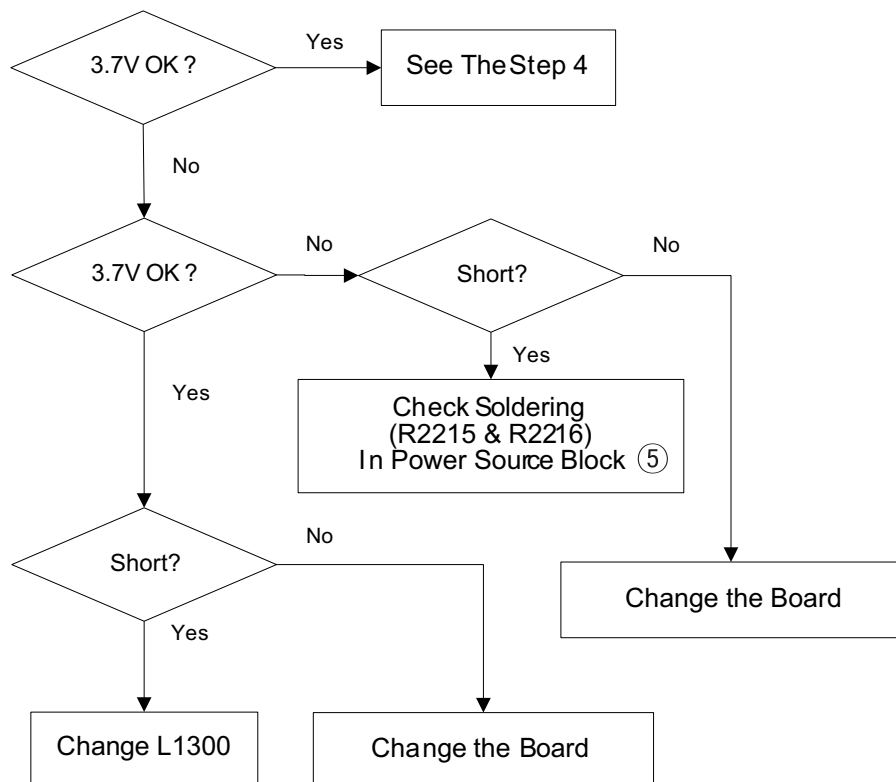 3.7V OK ?
Yes
See The Step 4
No
3.7V OK ?
No
Short?
No
Yes
Yes
Check Soldering
(R2215 & R2216)
In Power Source Block ⑤
Short?
No
Change the Board
Yes
Change L1300
Change the Board